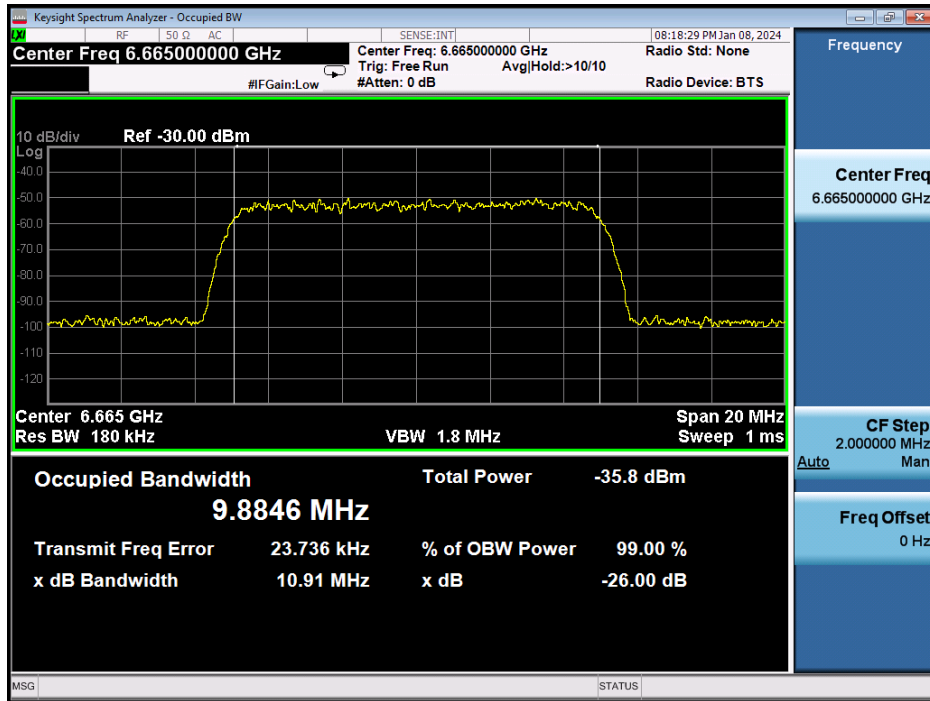 Keysight Spectrum Analyzer - Occupied BW
LXI RF 50 Ω AC SENSE:INT 08:18:29 PM Jan 08, 2024
Center Freq 6.665000000 GHz
Center Freq: 6.665000000 GHz Radio Std: None
Trig: Free Run Avg|Hold:>10/10
#IFGain:Low #Atten: 0 dB Radio Device: BTS
10 dB/div Ref -30.00 dBm
Log
-40.0
-50.0
-60.0
-70.0
-80.0
-90.0
-100
-110
-120
Center 6.665 GHz Span 20 MHz
Res BW 180 kHz VBW 1.8 MHz Sweep 1 ms
Occupied Bandwidth Total Power -35.8 dBm
9.8846 MHz
Transmit Freq Error 23.736 kHz % of OBW Power 99.00 %
x dB Bandwidth 10.91 MHz x dB -26.00 dB
MSG STATUS
Frequency
Center Freq
6.665000000 GHz
CF Step
2.000000 MHz
Auto Man
Freq Offset
0 Hz